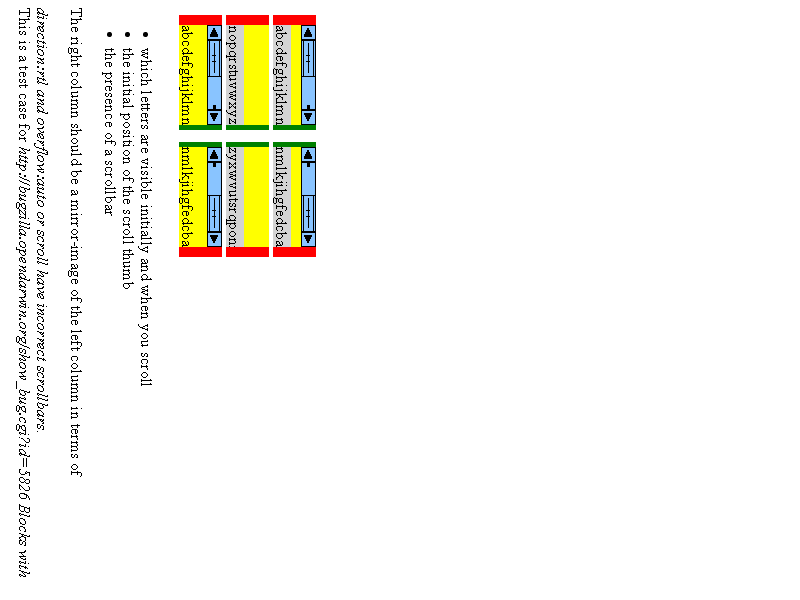 This is a test case for http://bugzilla.opendarwin.org/show_bug.cgi?id=5826 Blocks with
direction:rtl and overflow:auto or scroll have incorrect scrollbars.
The right column should be a mirror-image of the left column in terms of
the presence of a scrollbar
the initial position of the scroll thumb
which letters are visible initially and when you scroll
abcdefghijklmn nmlkjihgfedcba
nopqrstuvwxyz zyxwvutsrqpon
abcdefghijklmn nmlkjihgfedcba